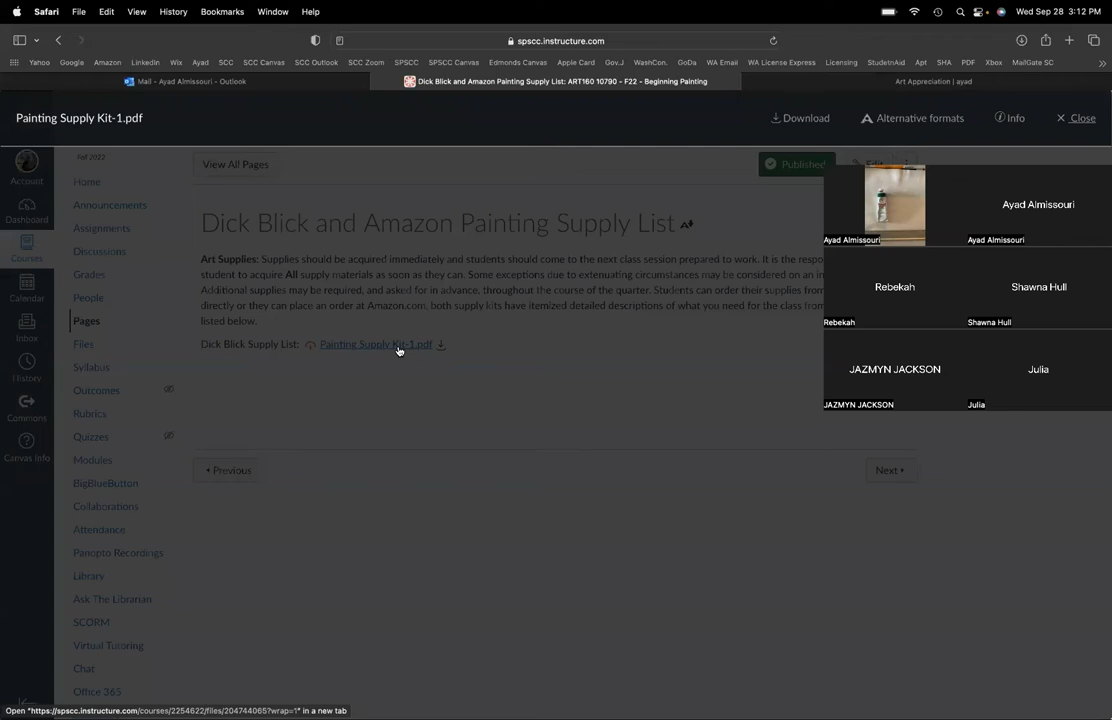 Safari File Edit View History Bookmarks Window Help Wed Sep 28 3:12 PM
spscc.instructure.com
Yahoo Google Amazon LinkedIn Wix Ayad SCC SCC Canvas SCC Outlook SCC Zoom SPSCC SPSCC Canvas Edmonds Canvas Apple Card Gov.J WashCon. GoDa WA Email WA License Express Licensing StudetnAid Apt SHA PDF Xbox MailGate SC
Mail - Ayad Almissouri - Outlook
Dick Blick and Amazon Painting Supply List: ART160 10790 - F22 - Beginning Painting
Art Appreciation | ayad
Painting Supply Kit-1.pdf
Download
Alternative formats
Info
Close
Account
Dashboard
Courses
Calendar
Inbox
History
Commons
Canvas Info
Fall 2022
Home
Announcements
Assignments
Discussions
Grades
People
Pages
Files
Syllabus
Outcomes
Rubrics
Quizzes
Modules
BigBlueButton
Collaborations
Attendance
Panopto Recordings
Library
Ask The Librarian
SCORM
Virtual Tutoring
Chat
Office 365
View All Pages
Published
Edit
Dick Blick and Amazon Painting Supply List
Art Supplies: Supplies should be acquired immediately and students should come to the next class session prepared to work. It is the respon
student to acquire All supply materials as soon as they can. Some exceptions due to extenuating circumstances may be considered on an in
Additional supplies may be required, and asked for in advance, throughout the course of the quarter. Students can order their supplies from
directly or they can place an order at Amazon.com, both supply kits have itemized detailed descriptions of what you need for the class from
listed below.
Dick Blick Supply List: Painting Supply Kit-1.pdf
Previous
Next
Ayad Almissouri
Ayad Almissouri
Ayad Almissouri
Rebekah
Shawna Hull
Rebekah
Shawna Hull
JAZMYN JACKSON
Julia
JAZMYN JACKSON
Julia
Open "https://spscc.instructure.com/courses/2254622/files/204744065?wrap=1" in a new tab